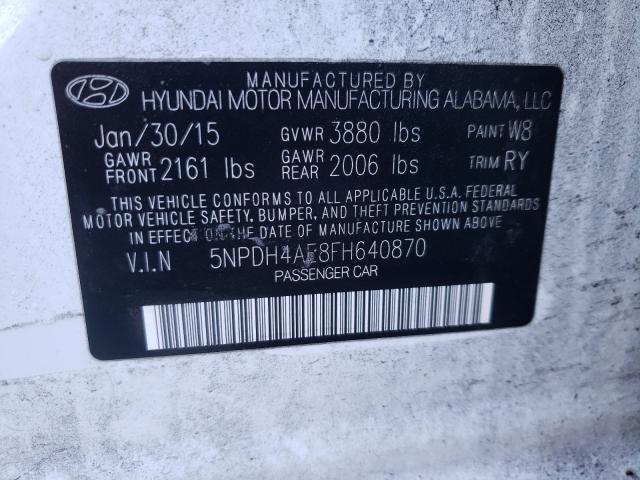 MANUFACTURED BY
HYUNDAI MOTOR MANUFACTURING ALABAMA, LLC
Jan/30/15 GVWR 3880 lbs PAINT W8
GAWR FRONT 2161 lbs GAWR REAR 2006 lbs TRIM RY
THIS VEHICLE CONFORMS TO ALL APPLICABLE U.S.A. FEDERAL
MOTOR VEHICLE SAFETY, BUMPER, AND THEFT PREVENTION STANDARDS
IN EFFECT ON THE DATE OF MANUFACTURE SHOWN ABOVE.
V.I.N 5NPDH4AE8FH640870
PASSENGER CAR